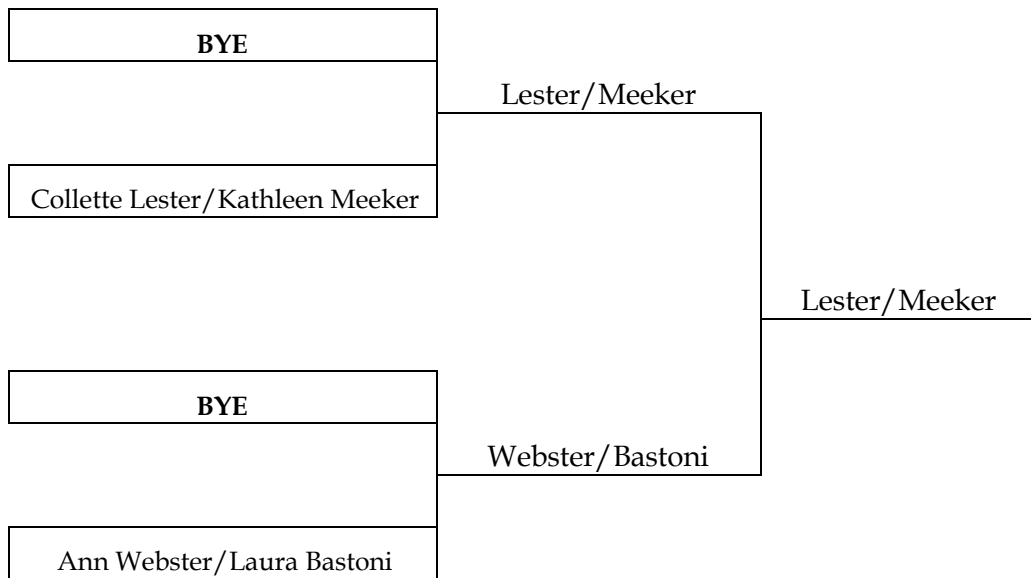 BYE
Lester/Meeker
Collette Lester/Kathleen Meeker
Lester/Meeker
BYE
Webster/Bastoni
Ann Webster/Laura Bastoni